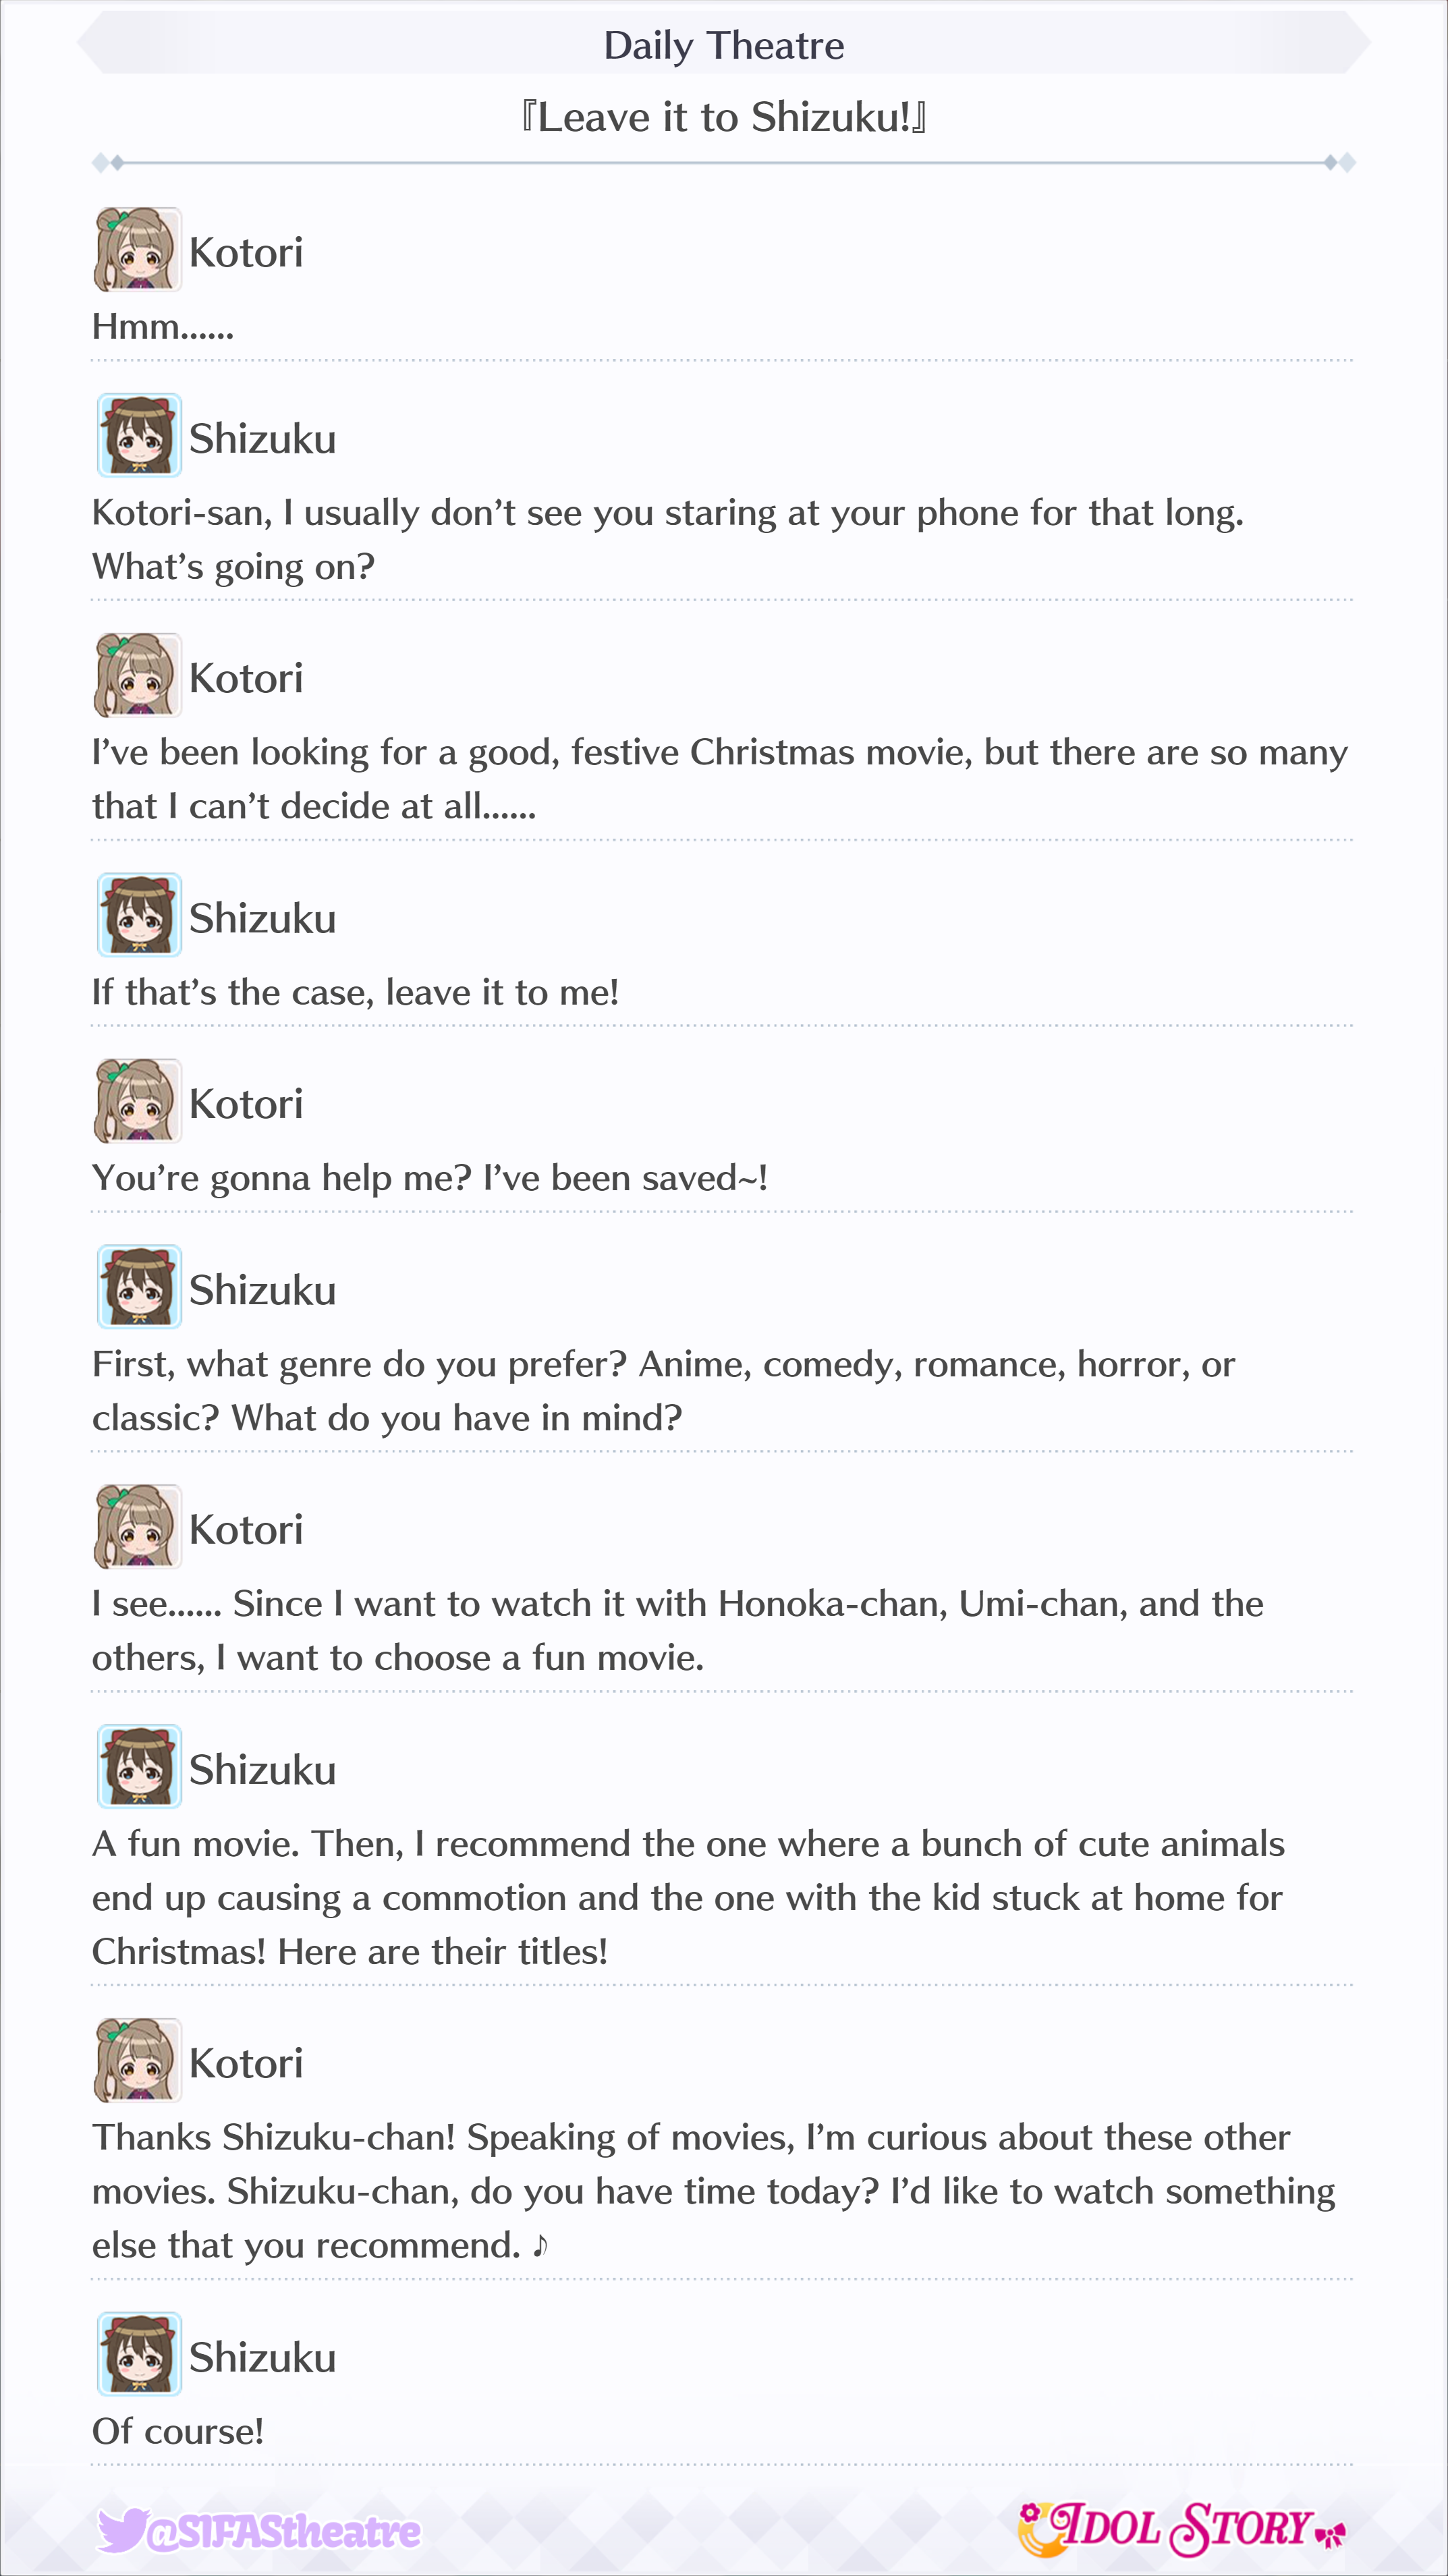 Daily Theatre
『Leave it to Shizuku!』
Kotori
Hmm......
Shizuku
Kotori-san, I usually don’t see you staring at your phone for that long.
What’s going on?
Kotori
I’ve been looking for a good, festive Christmas movie, but there are so many
that I can’t decide at all......
Shizuku
If that’s the case, leave it to me!
Kotori
You’re gonna help me? I’ve been saved~!
Shizuku
First, what genre do you prefer? Anime, comedy, romance, horror, or
classic? What do you have in mind?
Kotori
I see...... Since I want to watch it with Honoka-chan, Umi-chan, and the
others, I want to choose a fun movie.
Shizuku
A fun movie. Then, I recommend the one where a bunch of cute animals
end up causing a commotion and the one with the kid stuck at home for
Christmas! Here are their titles!
Kotori
Thanks Shizuku-chan! Speaking of movies, I’m curious about these other
movies. Shizuku-chan, do you have time today? I’d like to watch something
else that you recommend. ♪
Shizuku
Of course!
@SIFAStheatre
IDOL STORY